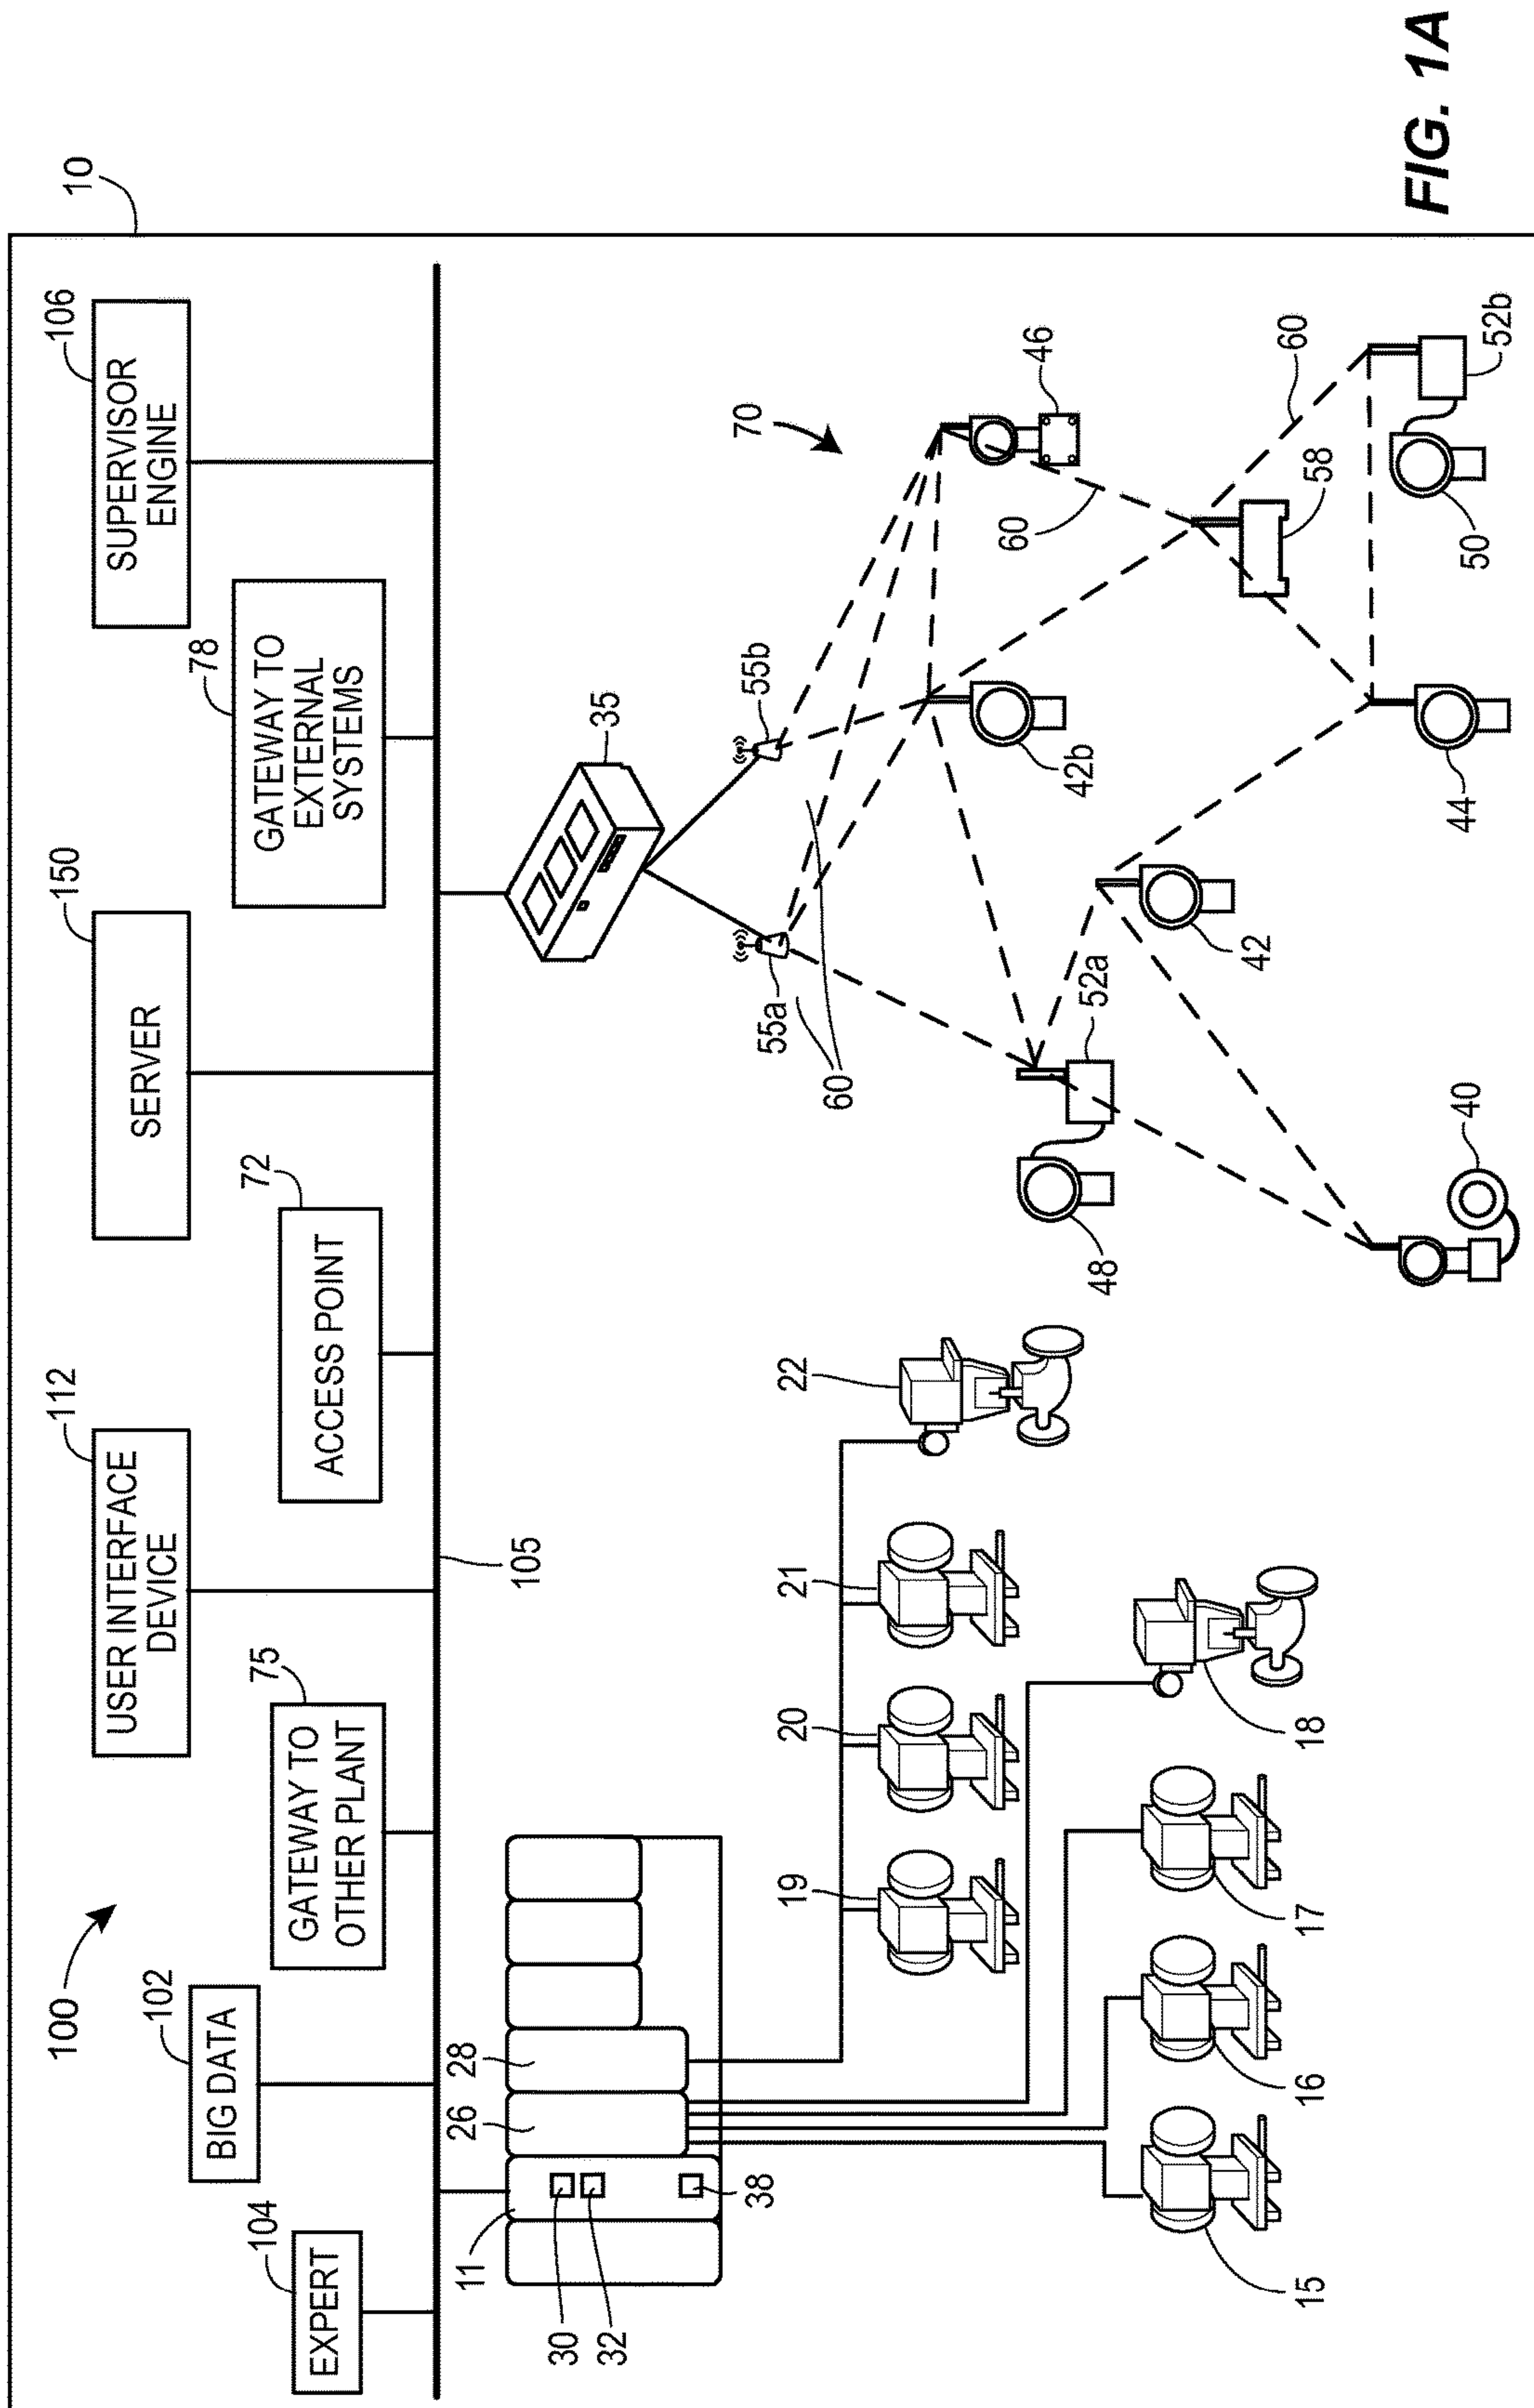 10
100
104
EXPERT
102
BIG DATA
75
GATEWAY TO
OTHER PLANT
112
USER INTERFACE
DEVICE
72
ACCESS POINT
150
SERVER
78
GATEWAY TO
EXTERNAL
SYSTEMS
106
SUPERVISOR
ENGINE
105
11
26
28
30
32
38
35
55a
55b
60
70
19
20
21
22
15
16
17
18
48
52a
42b
46
60
42
58
60
40
44
50
52b
FIG. 1A